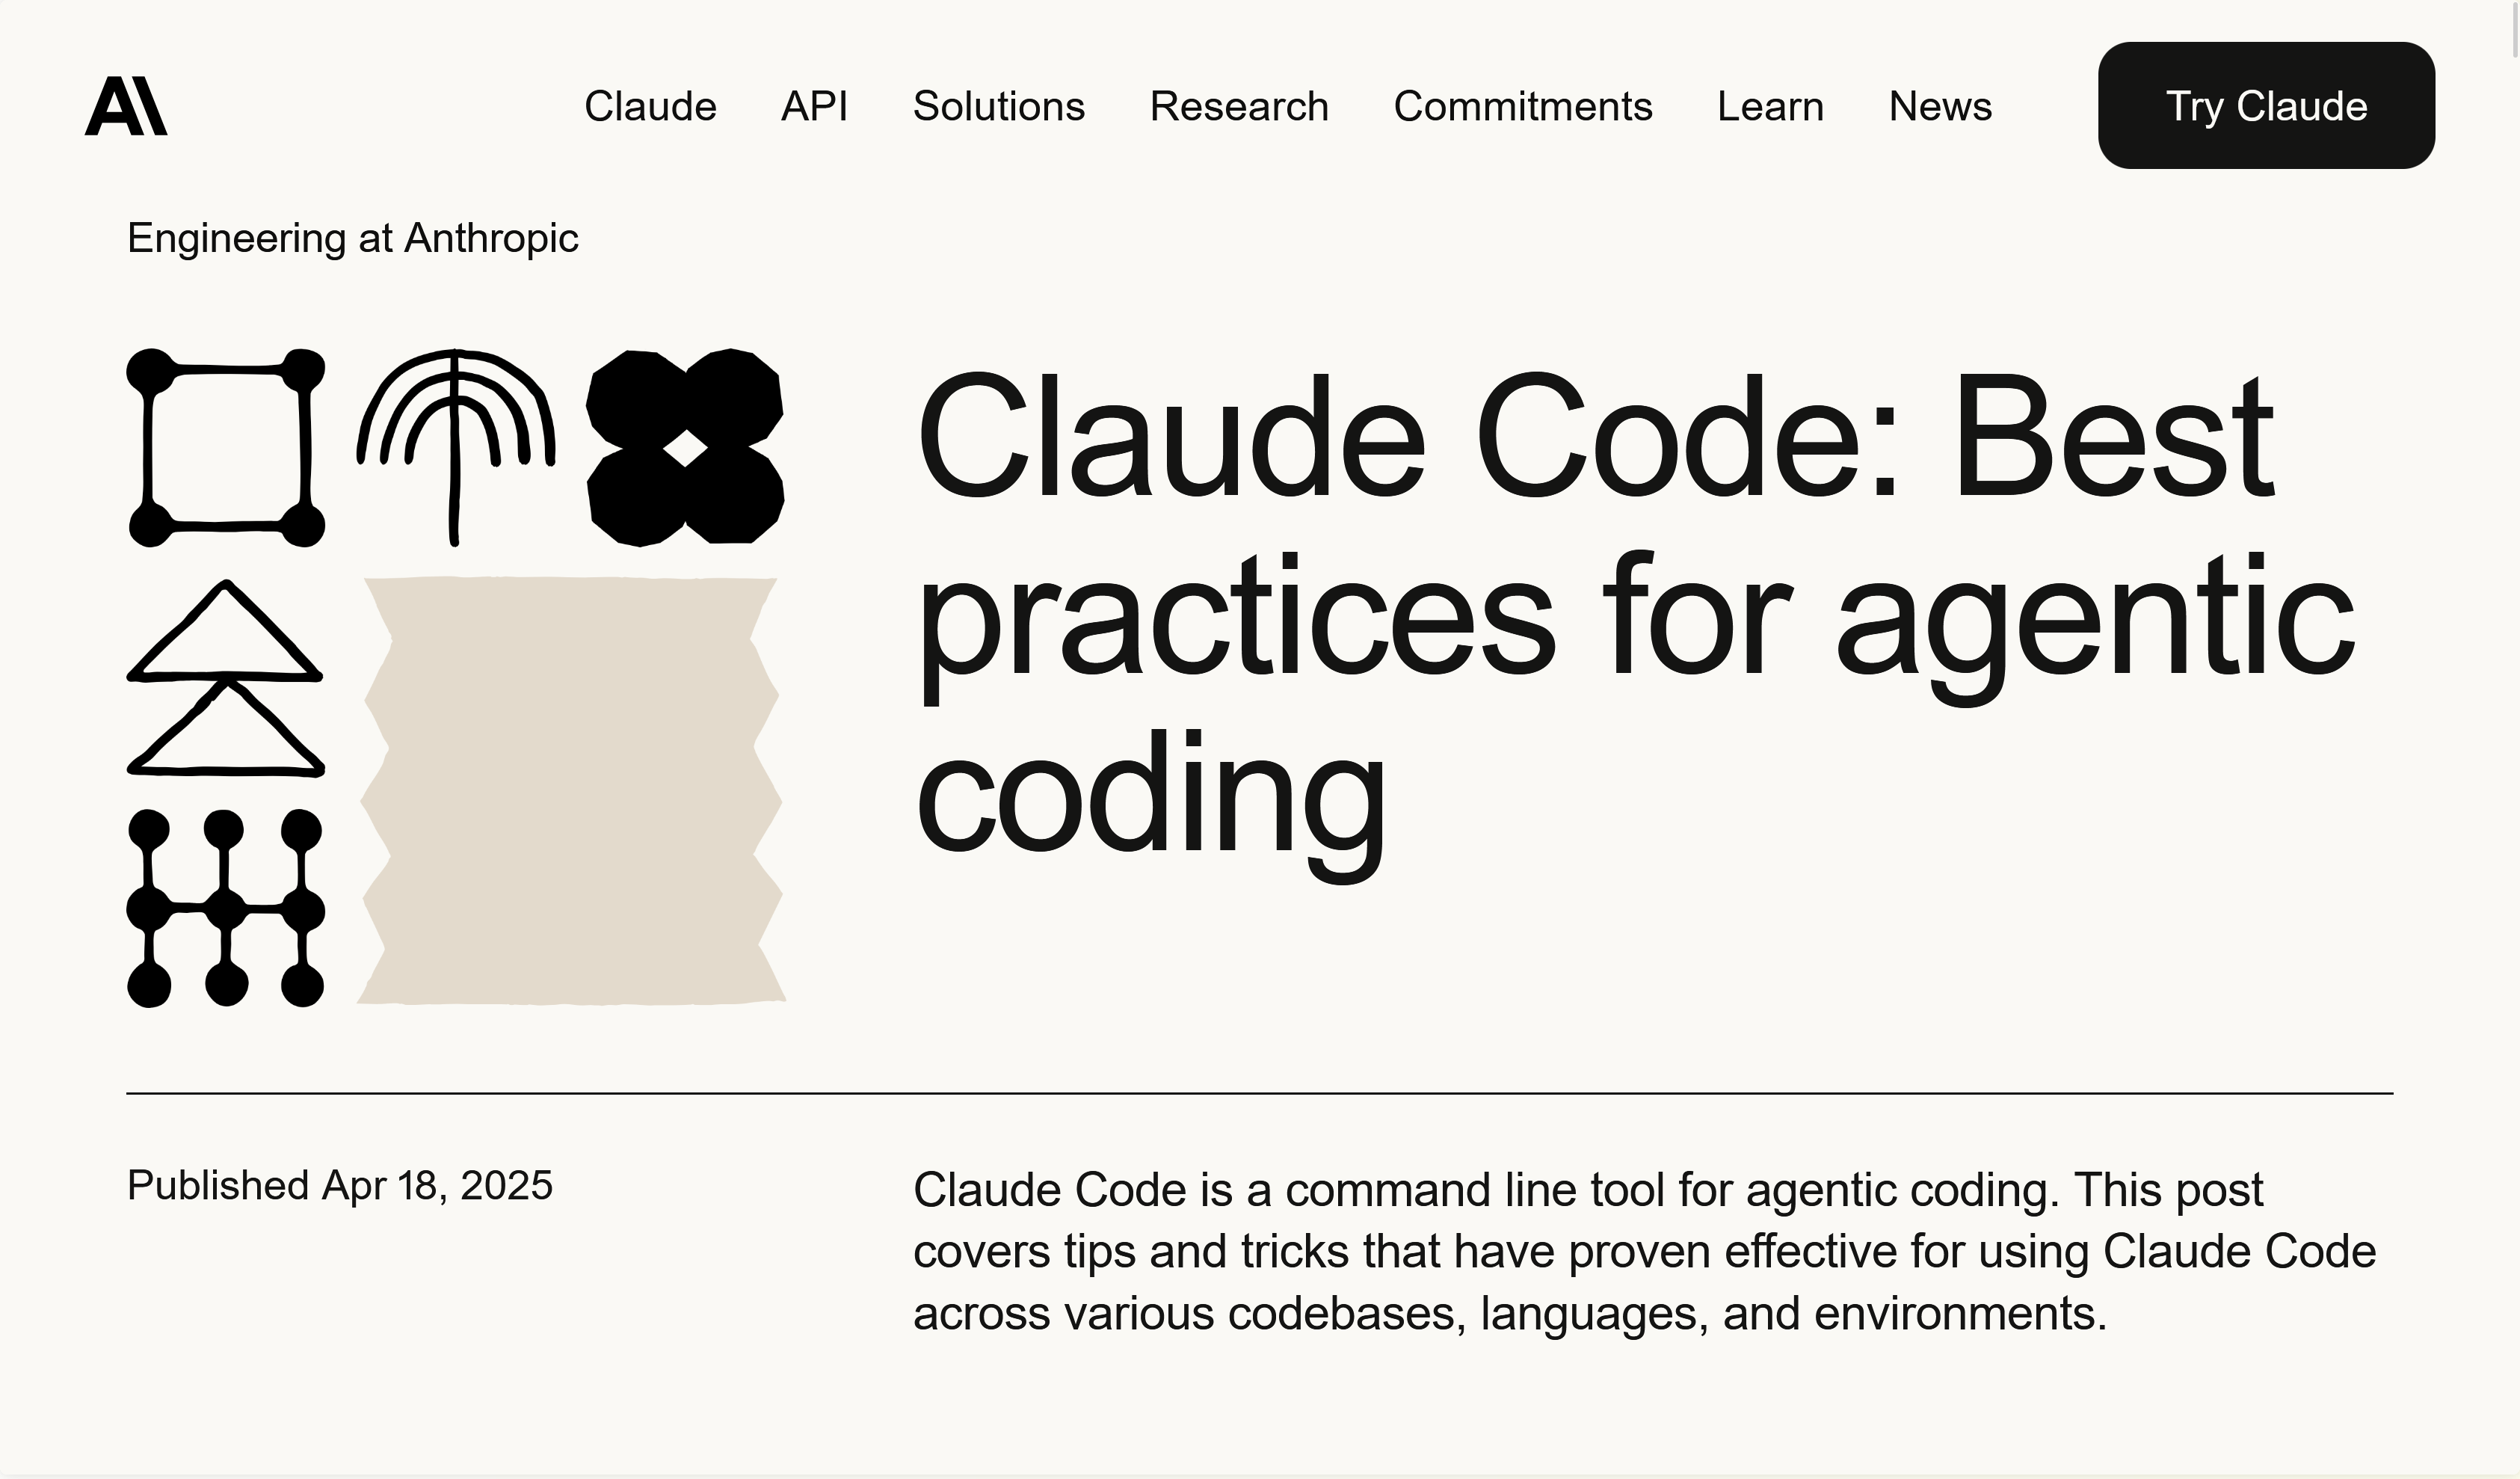 Claude API Solutions Research Commitments Learn News Try Claude
Engineering at Anthropic
Claude Code: Best
practices for agentic
coding
Published Apr 18, 2025
Claude Code is a command line tool for agentic coding. This post
covers tips and tricks that have proven effective for using Claude Code
across various codebases, languages, and environments.